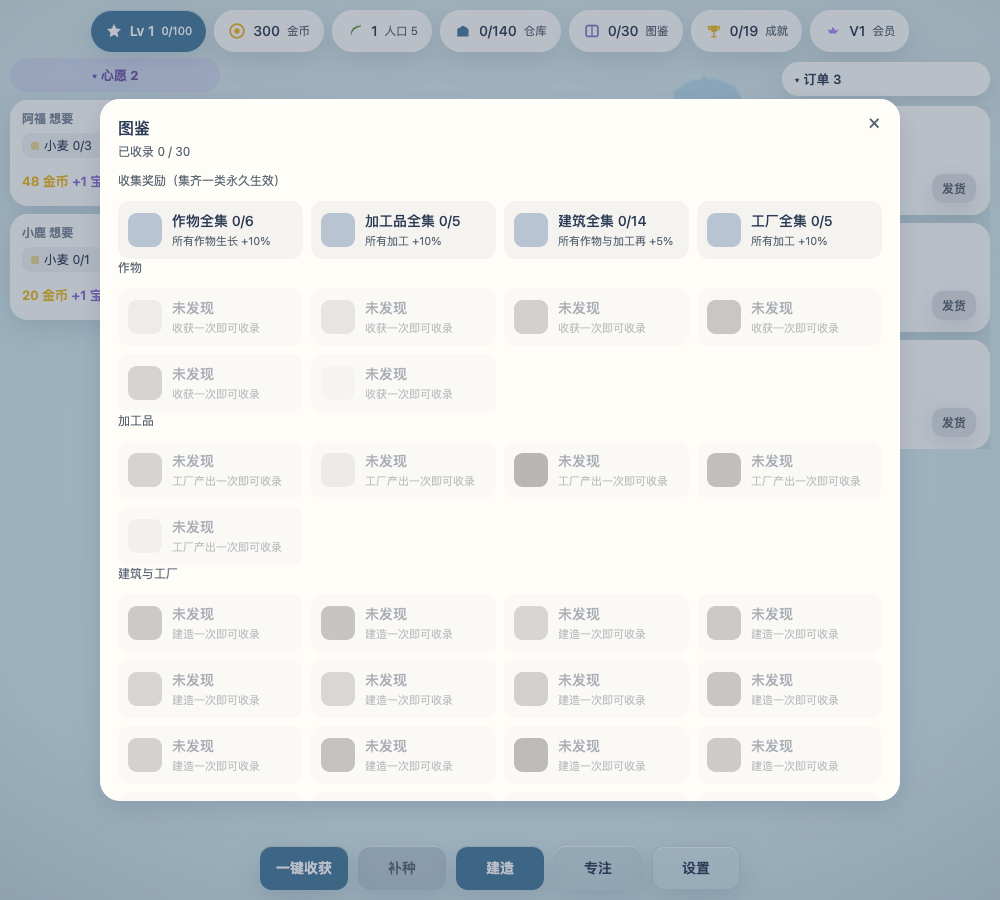 Lv 1 0/100
300 金币
1 人口 5
0/140 仓库
0/30 图鉴
0/19 成就
V1 会员
▾ 心愿 2
▾ 订单 3
阿福 想要
小麦 0/3
48 金币 +1 宝
小鹿 想要
小麦 0/1
20 金币 +1 宝
发货
发货
发货
图鉴
×
已收录 0 / 30
收集奖励（集齐一类永久生效）
作物全集 0/6
所有作物生长 +10%
加工品全集 0/5
所有加工 +10%
建筑全集 0/14
所有作物与加工再 +5%
工厂全集 0/5
所有加工 +10%
作物
未发现
收获一次即可收录
未发现
收获一次即可收录
未发现
收获一次即可收录
未发现
收获一次即可收录
未发现
收获一次即可收录
未发现
收获一次即可收录
加工品
未发现
工厂产出一次即可收录
未发现
工厂产出一次即可收录
未发现
工厂产出一次即可收录
未发现
工厂产出一次即可收录
未发现
工厂产出一次即可收录
建筑与工厂
未发现
建造一次即可收录
未发现
建造一次即可收录
未发现
建造一次即可收录
未发现
建造一次即可收录
未发现
建造一次即可收录
未发现
建造一次即可收录
未发现
建造一次即可收录
未发现
建造一次即可收录
未发现
建造一次即可收录
未发现
建造一次即可收录
未发现
建造一次即可收录
未发现
建造一次即可收录
一键收获
补种
建造
专注
设置